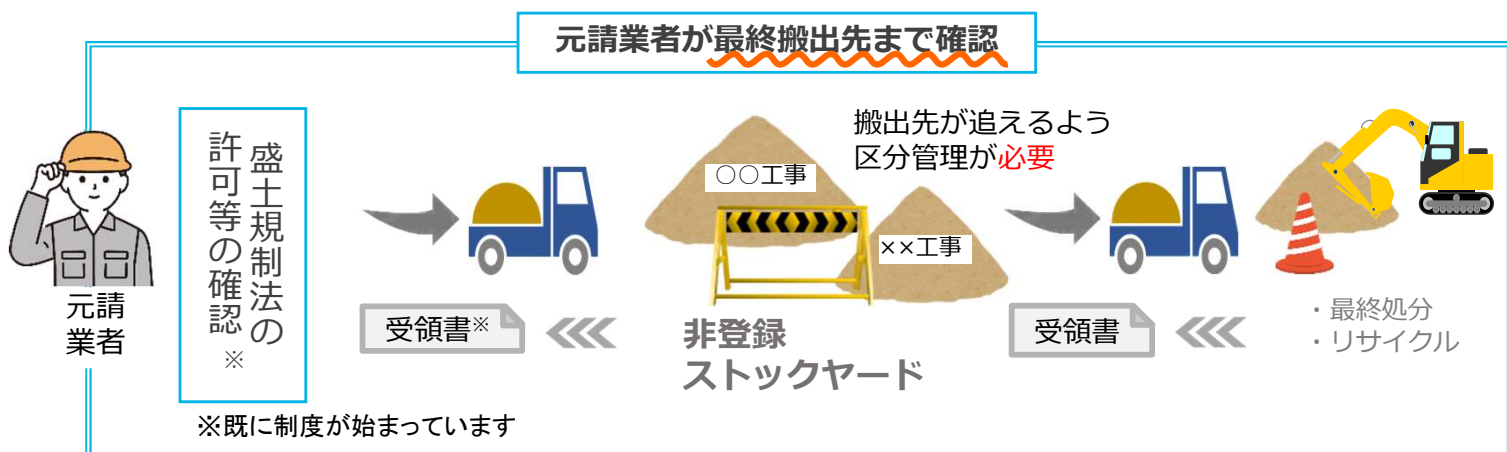 元請業者が最終搬出先まで確認
元請
業者
盛土規制法の
許可等の確認※
搬出先が追えるよう
区分管理が必要
○○工事
××工事
受領書※
非登録
ストックヤード
受領書
・最終処分
・リサイクル
※既に制度が始まっています